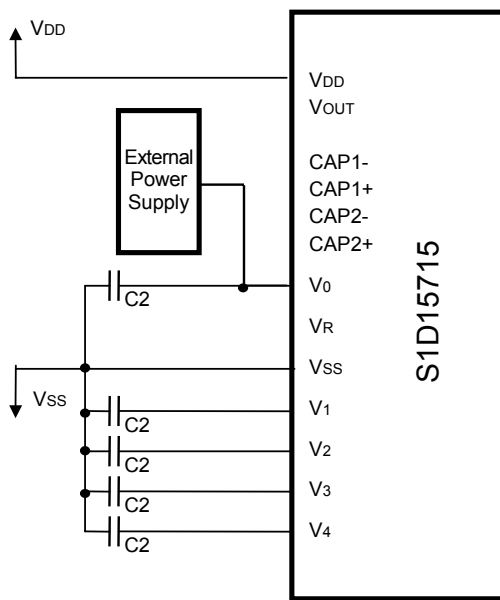 VDD
VDD
VOUT
External
Power
Supply
CAP1-
CAP1+
CAP2-
CAP2+
V0
C2
VR
VSS
VSS
V1
C2
V2
C2
V3
C2
V4
C2
S1D15715